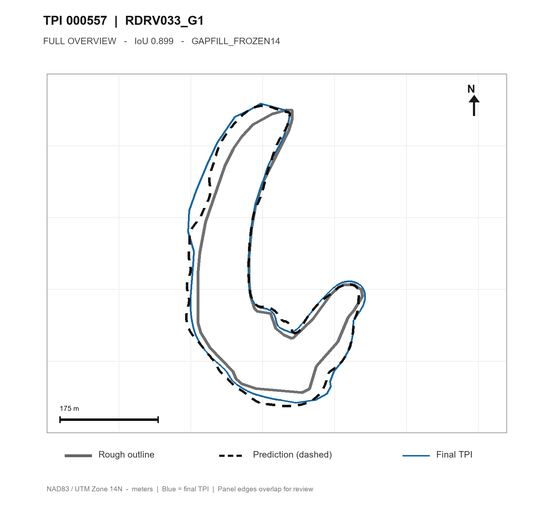 TPI 000557 | RDRV033_G1
FULL OVERVIEW - IoU 0.899 - GAPFILL_FROZEN14
N
175 m
Rough outline
Prediction (dashed)
Final TPI
NAD83 / UTM Zone 14N - meters | Blue = final TPI | Panel edges overlap for review